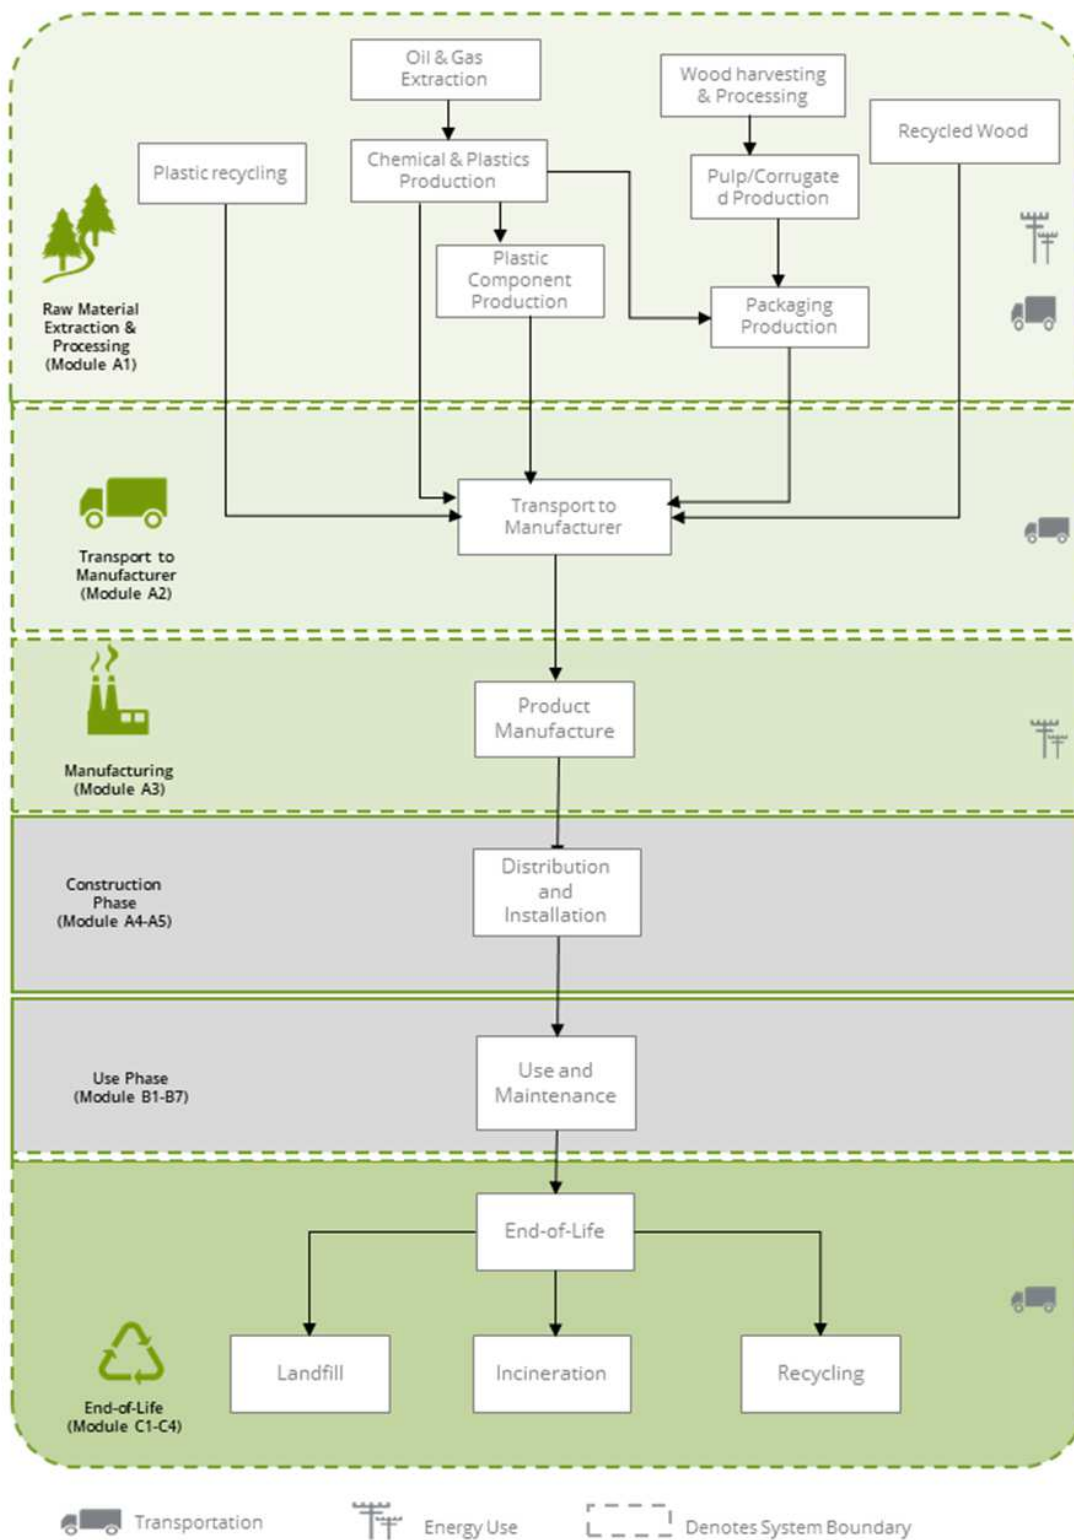 Oil & Gas
Extraction
Wood harvesting
& Processing
Recycled Wood
Plastic recycling
Chemical & Plastics
Production
Pulp/Corrugate
d Production
Plastic
Component
Production
Packaging
Production
Raw Material
Extraction &
Processing
(Module A1)
Transport to
Manufacturer
Transport to
Manufacturer
(Module A2)
Product
Manufacture
Manufacturing
(Module A3)
Distribution
and
Installation
Construction
Phase
(Module A4-A5)
Use and
Maintenance
Use Phase
(Module B1-B7)
End-of-Life
Landfill
Incineration
Recycling
End-of-Life
(Module C1-C4)
Transportation
Energy Use
Denotes System Boundary